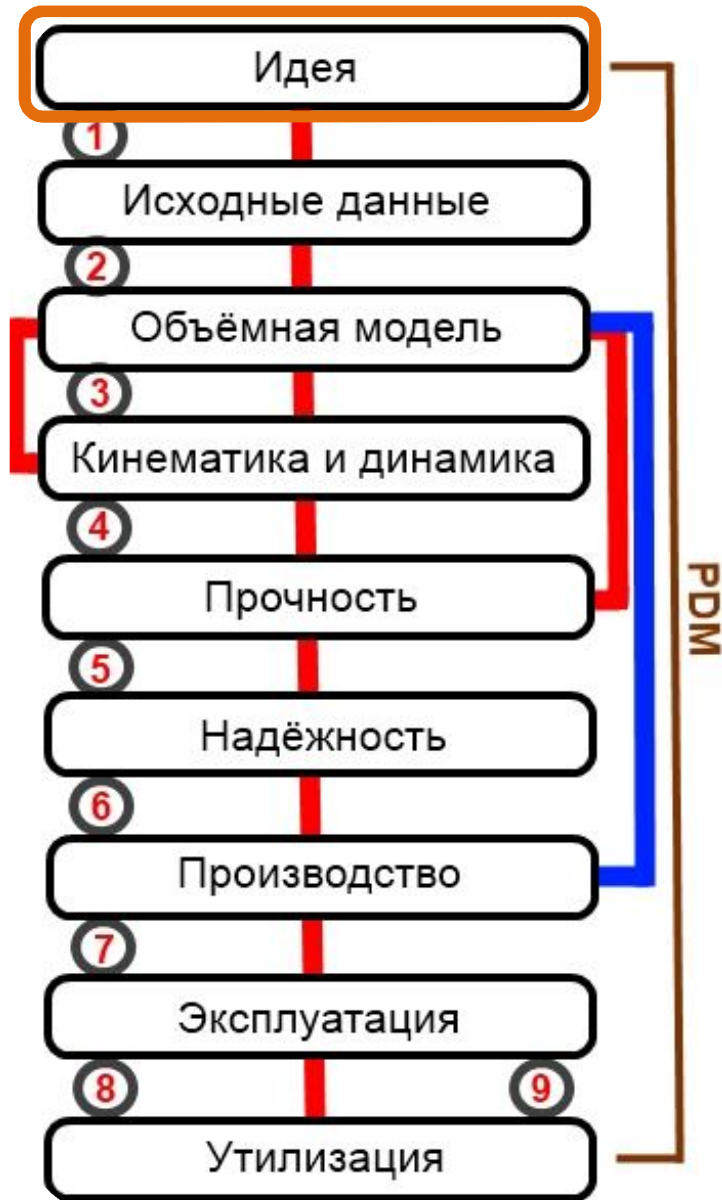 Идея
1
Исходные данные
2
Объёмная модель
3
Кинематика и динамика
4
Прочность
PDM
5
Надёжность
6
Производство
7
Эксплуатация
8
9
Утилизация